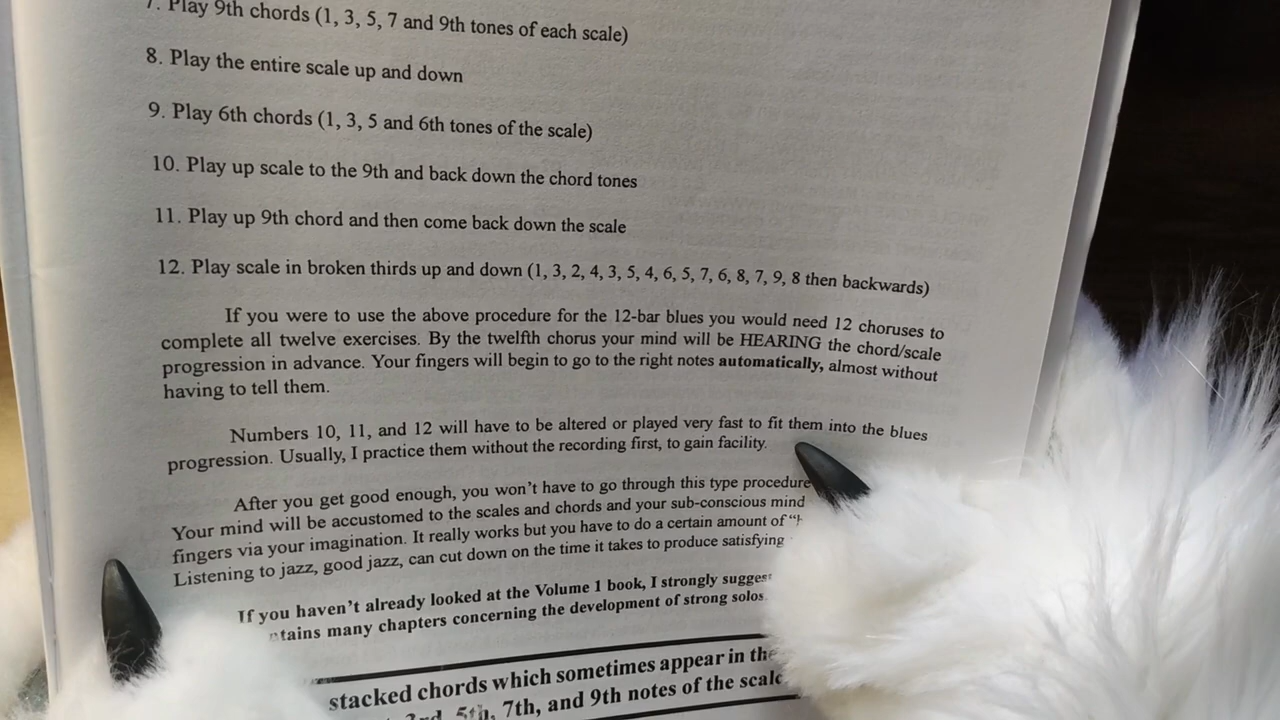 7. Play 9th chords (1, 3, 5, 7 and 9th tones of each scale)
8. Play the entire scale up and down
9. Play 6th chords (1, 3, 5 and 6th tones of the scale)
10. Play up scale to the 9th and back down the chord tones
11. Play up 9th chord and then come back down the scale
12. Play scale in broken thirds up and down (1, 3, 2, 4, 3, 5, 4, 6, 5, 7, 6, 8, 7, 9, 8 then backwards)
If you were to use the above procedure for the 12-bar blues you would need 12 choruses to
complete all twelve exercises. By the twelfth chorus your mind will be HEARING the chord/scale
progression in advance. Your fingers will begin to go to the right notes automatically, almost without
having to tell them.
Numbers 10, 11, and 12 will have to be altered or played very fast to fit them into the blues
progression. Usually, I practice them without the recording first, to gain facility.
After you get good enough, you won't have to go through this type procedure
Your mind will be accustomed to the scales and chords and your sub-conscious mind
fingers via your imagination. It really works but you have to do a certain amount of
Listening to jazz, good jazz, can cut down on the time it takes to produce satisfying
If you haven't already looked at the Volume 1 book, I strongly
many chapters concerning the development of strong solos
stacked chords which sometimes appear in
3rd, 5th, 7th, and 9th notes of the